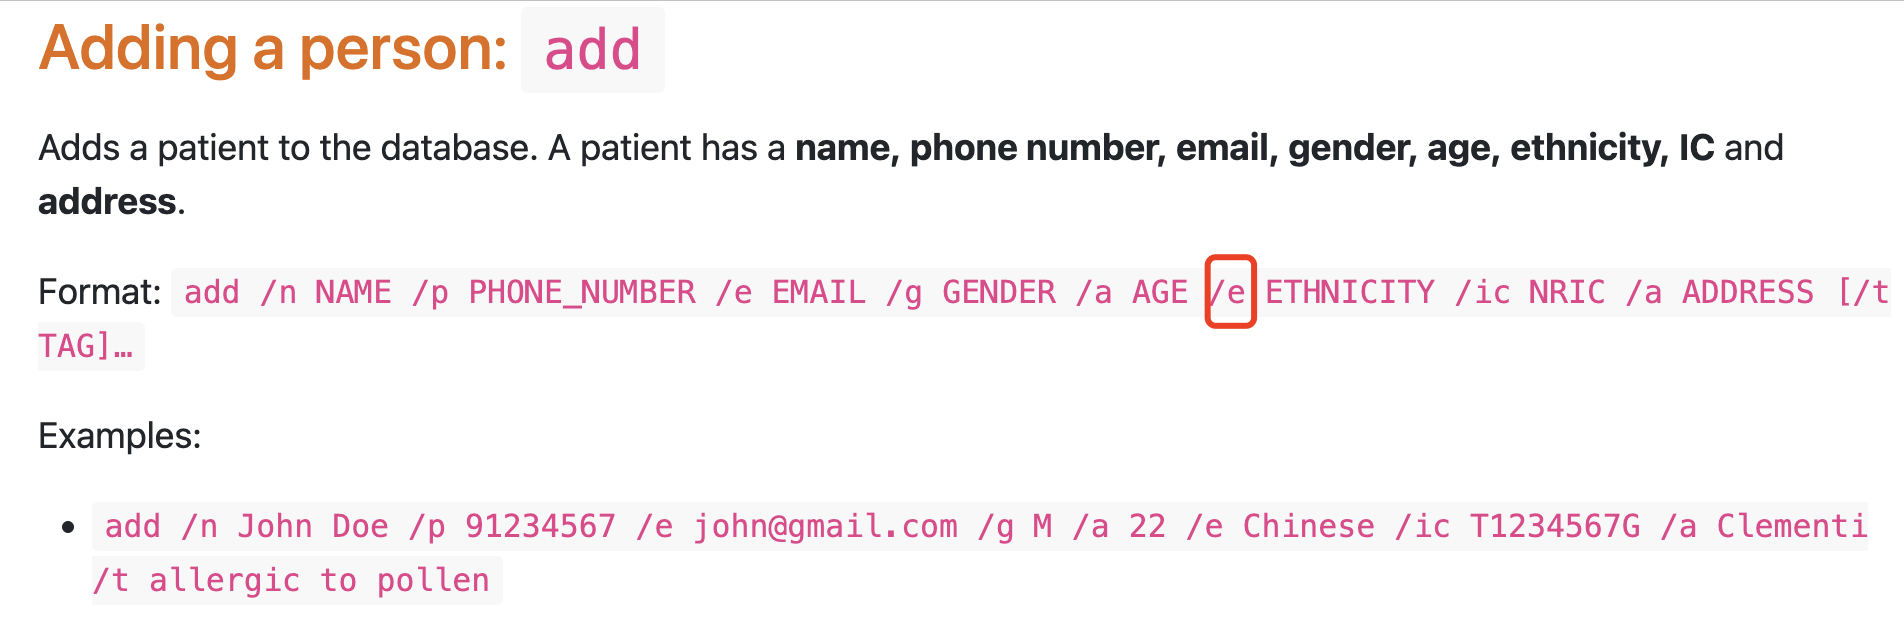 Adding a person: add
Adds a patient to the database. A patient has a name, phone number, email, gender, age, ethnicity, IC and
address.
Format: add /n NAME /p PHONE_NUMBER /e EMAIL /g GENDER /a AGE /e ETHNICITY /ic NRIC /a ADDRESS [/t
TAG]…
Examples:
• add /n John Doe /p 91234567 /e john@gmail.com /g M /a 22 /e Chinese /ic T1234567G /a Clementi
/t allergic to pollen